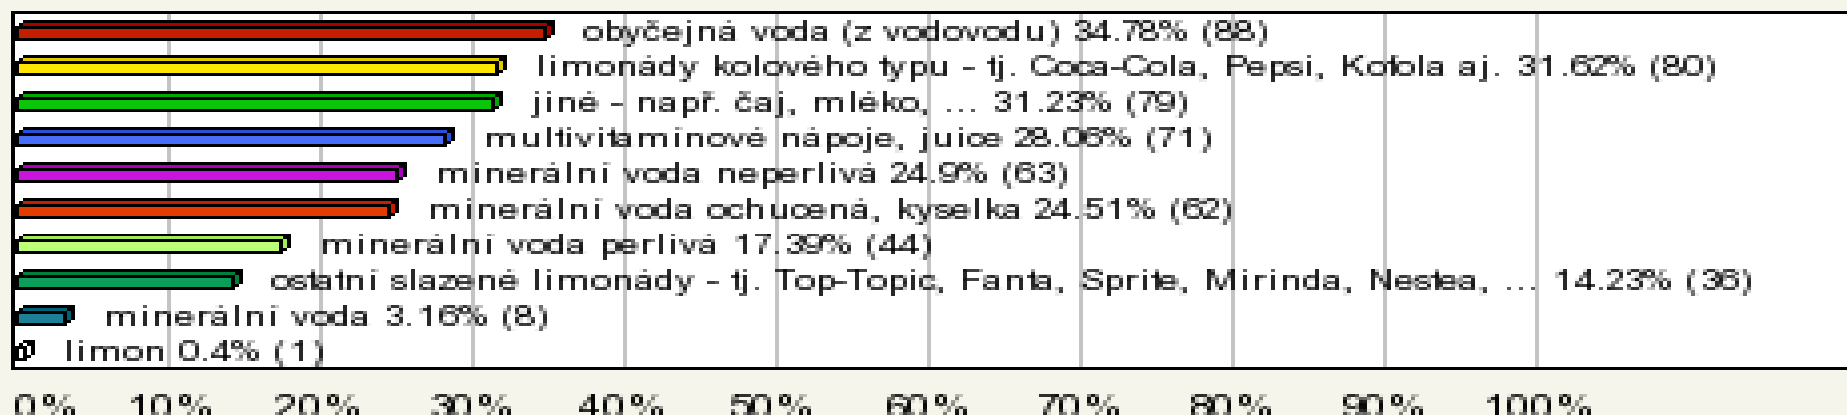 obyčejná voda (z vodovodu) 34.78% (88)
limonády kolového typu - tj. Coca-Cola, Pepsi, Kofola aj. 31.62% (80)
jiné - např. čaj, mléko, ... 31.23% (79)
multivitamínové nápoje, juice 28.06% (71)
minerální voda neperlivá 24.9% (63)
minerální voda ochucená, kyselka 24.51% (62)
minerální voda perlivá 17.39% (44)
ostatní slazené limonády - tj. Top-Topic, Fanta, Sprite, Mirinda, Nestea, ... 14.23% (36)
minerální voda 3.16% (8)
limon 0.4% (1)
0% 10% 20% 30% 40% 50% 60% 70% 80% 90% 100%